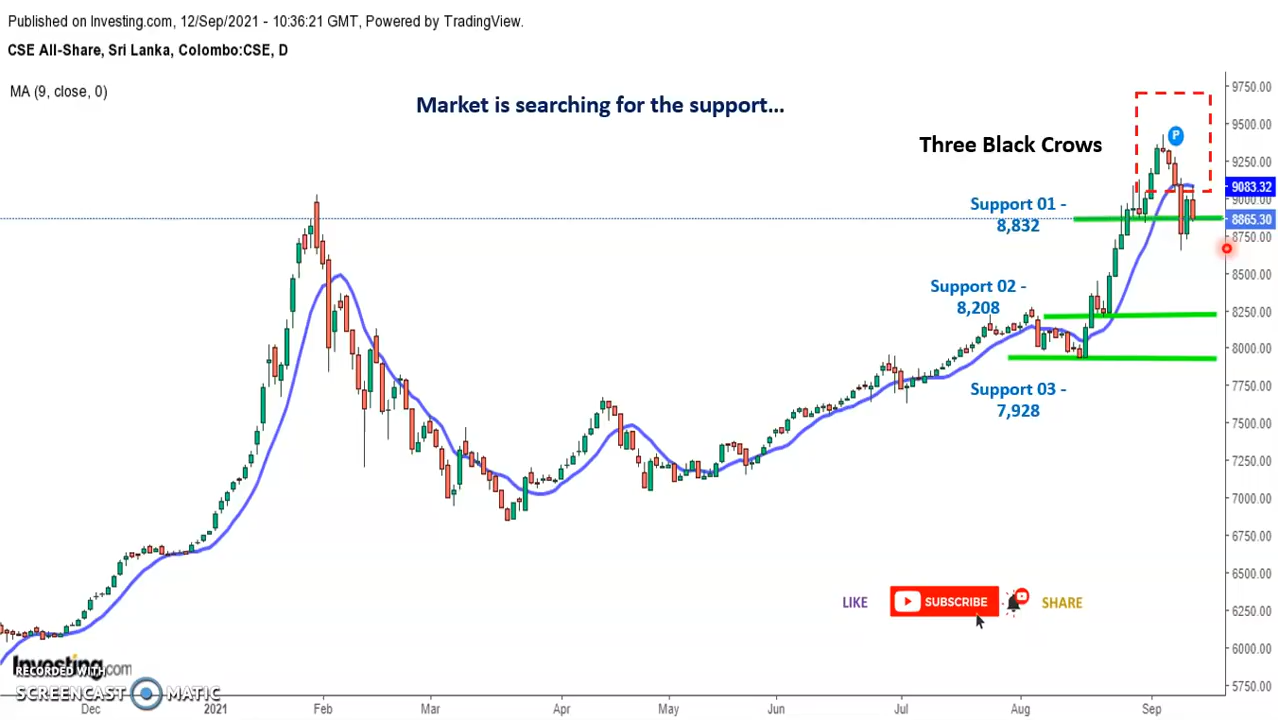 Published on Investing.com, 12/Sep/2021 - 10:36:21 GMT, Powered by TradingView.
CSE All-Share, Sri Lanka, Colombo:CSE, D
MA (9, close, 0)
Market is searching for the support...
Three Black Crows
P
Support 01 -
8,832
Support 02 -
8,208
Support 03 -
7,928
9750.00
9500.00
9250.00
9083.32
9000.00
8865.30
8750.00
8500.00
8250.00
8000.00
7750.00
7500.00
7250.00
7000.00
6750.00
6500.00
6250.00
6000.00
5750.00
LIKE
SUBSCRIBE
SHARE
Investing.com
RECORDED WITH
SCREENCAST MATIC
Dec
2021
Feb
Mar
Apr
May
Jun
Jul
Aug
Sep